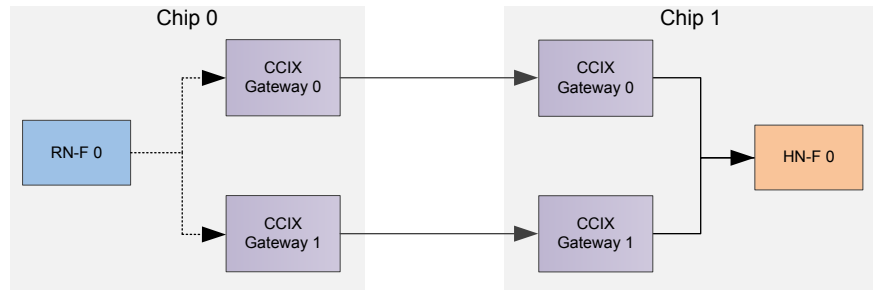 Chip 0
Chip 1
CCIX
Gateway 0
CCIX
Gateway 0
RN-F 0
HN-F 0
CCIX
Gateway 1
CCIX
Gateway 1